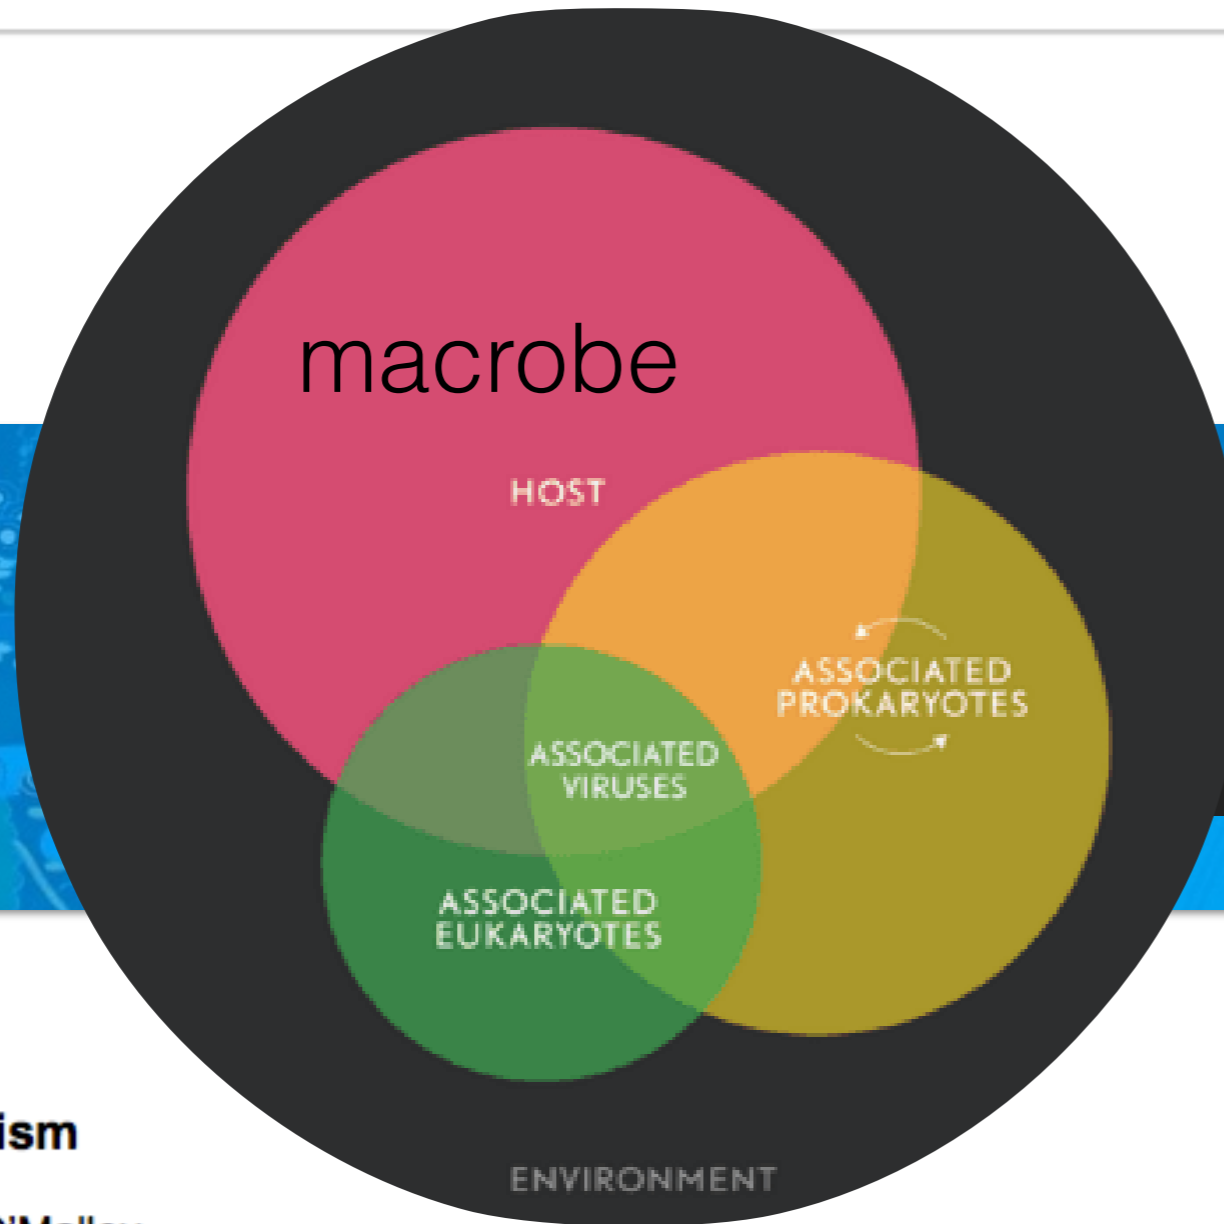 macrobe
HOST
ASSOCIATED
PROKARYOTES
ASSOCIATED
VIRUSES
ASSOCIATED
EUKARYOTES
ism
ENVIRONMENT